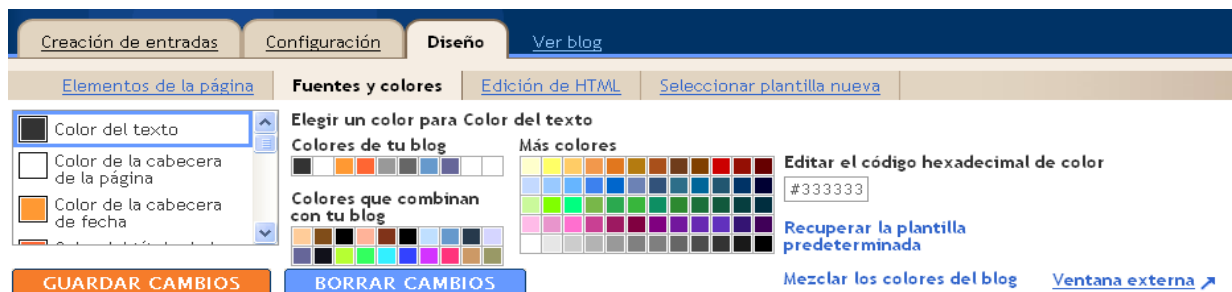 Creación de entradas Configuración Diseño Ver blog
Elementos de la página Fuentes y colores Edición de HTML Seleccionar plantilla nueva
Color del texto
Color de la cabecera
de la página
Color de la cabecera
de fecha
Elegir un color para Color del texto
Colores de tu blog
Colores que combinan
con tu blog
Más colores
Editar el código hexadecimal de color
#333333
Recuperar la plantilla
predeterminada
Mezclar los colores del blog Ventana externa
GUARDAR CAMBIOS BORRAR CAMBIOS